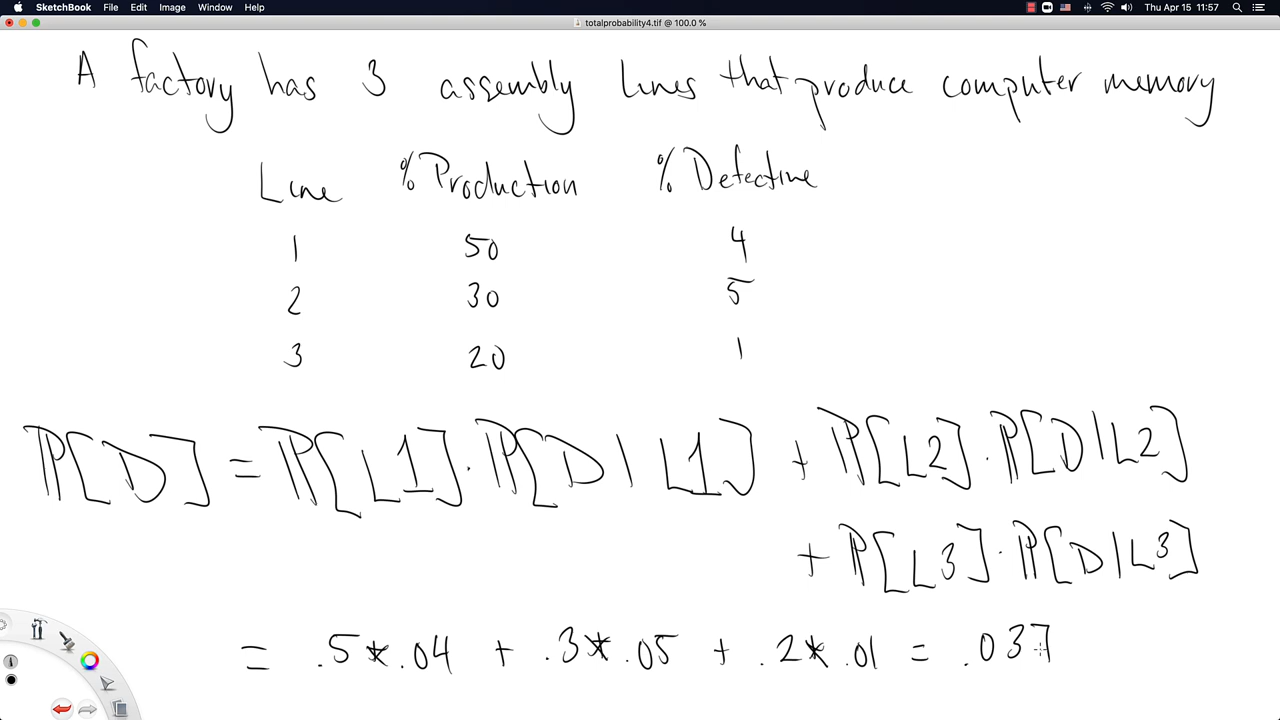 SketchBook File Edit Image Window Help Thu Apr 15 11:57
totalprobability4.tif @ 100.0 %
A factory has 3 assembly lines that produce computer memory
Line % Production % Defective
1 50 4
2 30 5
3 20 1
ℙ[D] = ℙ[L1]·ℙ[D|L1] + ℙ[L2]·ℙ[D|L2]
+ ℙ[L3]·ℙ[D|L3]
= .5*.04 + .3*.05 + .2*.01 = .037